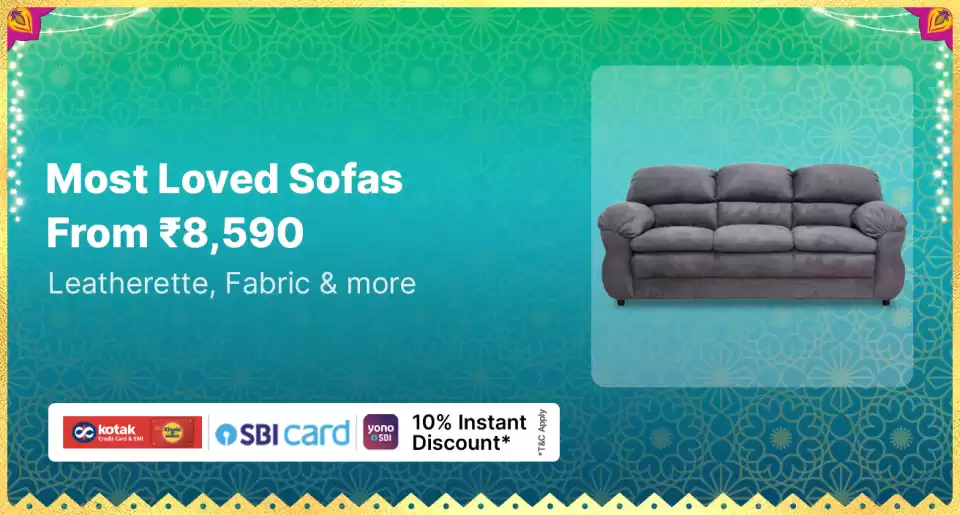 Most Loved Sofas
From ₹8,590
Leatherette, Fabric & more
kotak
Credit Card & EMI
SBI card
yono
SBI
10% Instant
Discount*
*T&C Apply